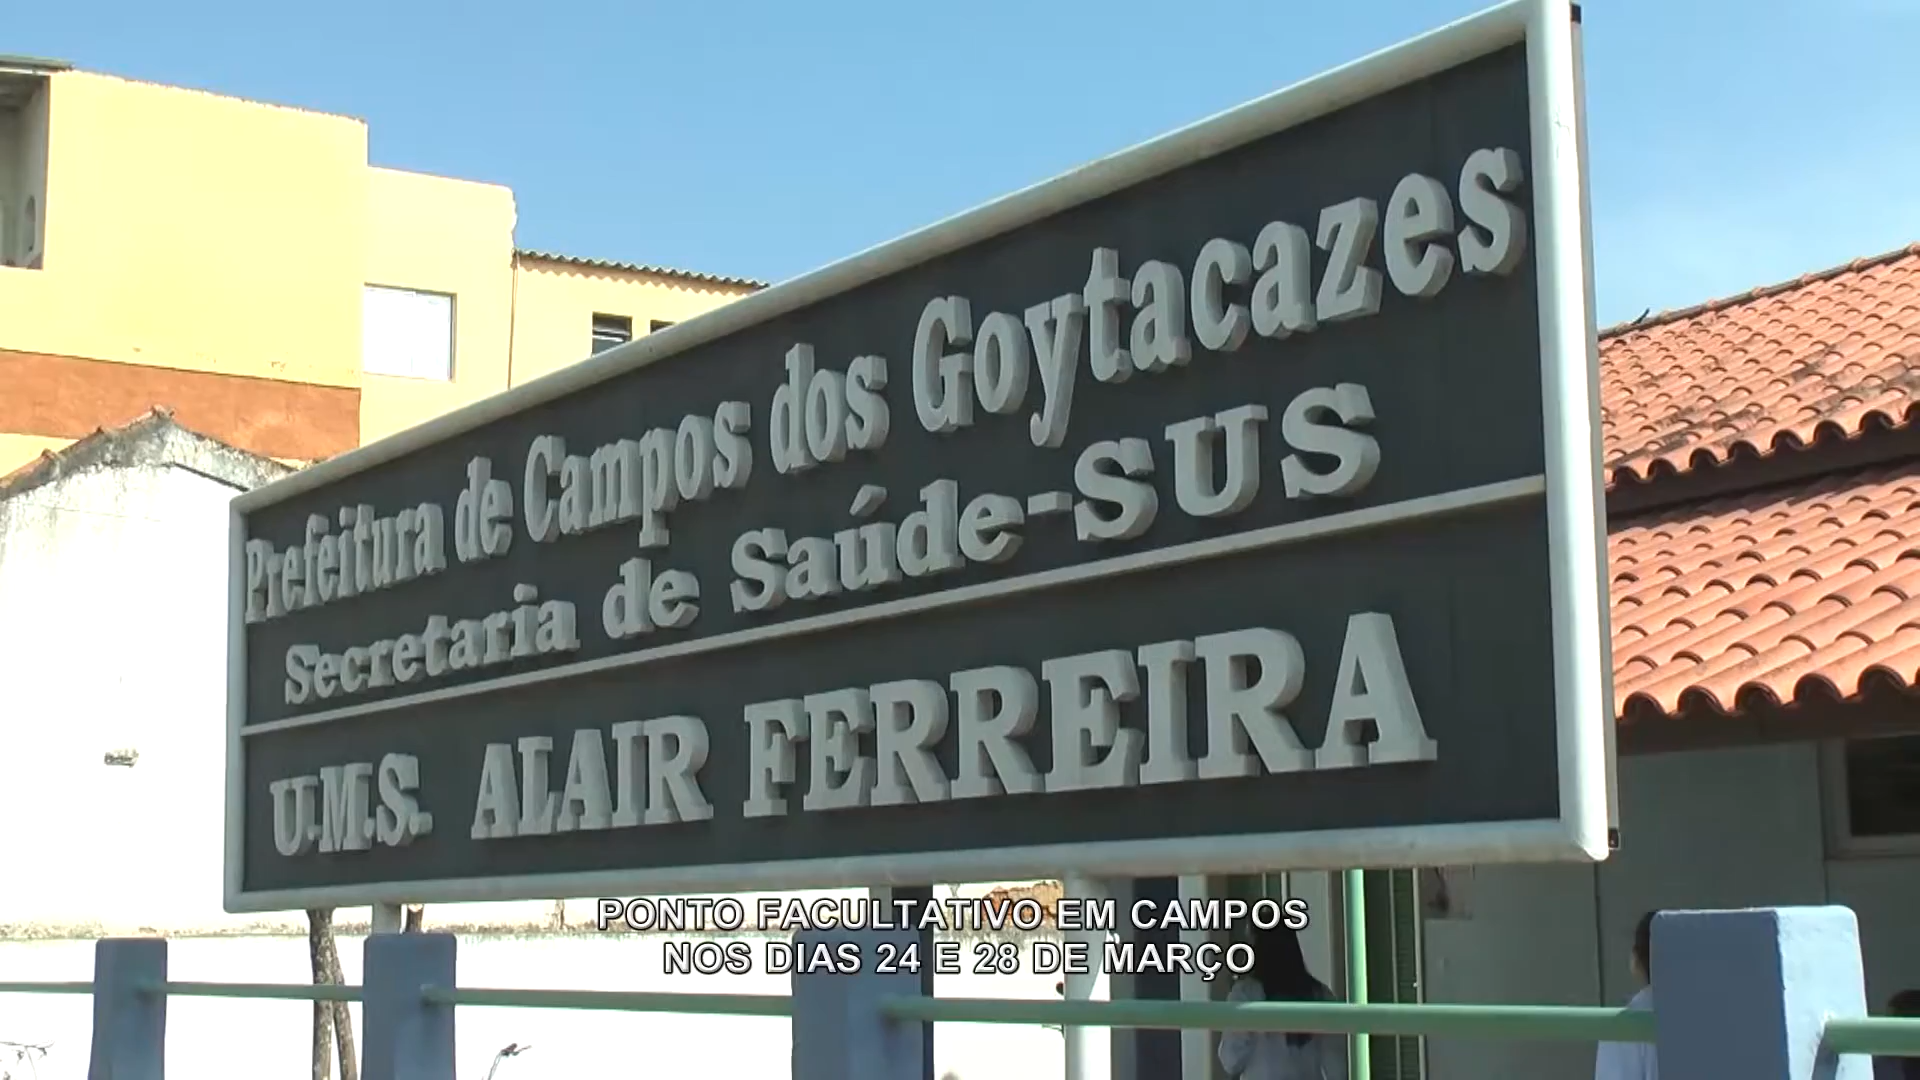 Prefeitura de Campos dos Goytacazes
Secretaria de Saúde-SUS
U.M.S. ALAIR FERREIRA
PONTO FACULTATIVO EM CAMPOS
NOS DIAS 24 E 28 DE MARÇO